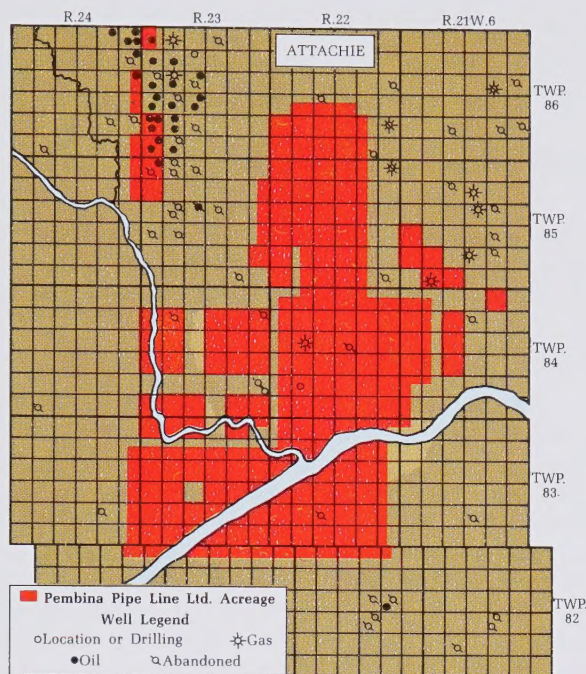 R.24 R.23 R.22 R.21W.6
ATTACHIE
TWP.
86
TWP.
85
TWP.
84
TWP.
83
TWP.
82
Pembina Pipe Line Ltd. Acreage
Well Legend
Location or Drilling Gas
Oil Abandoned